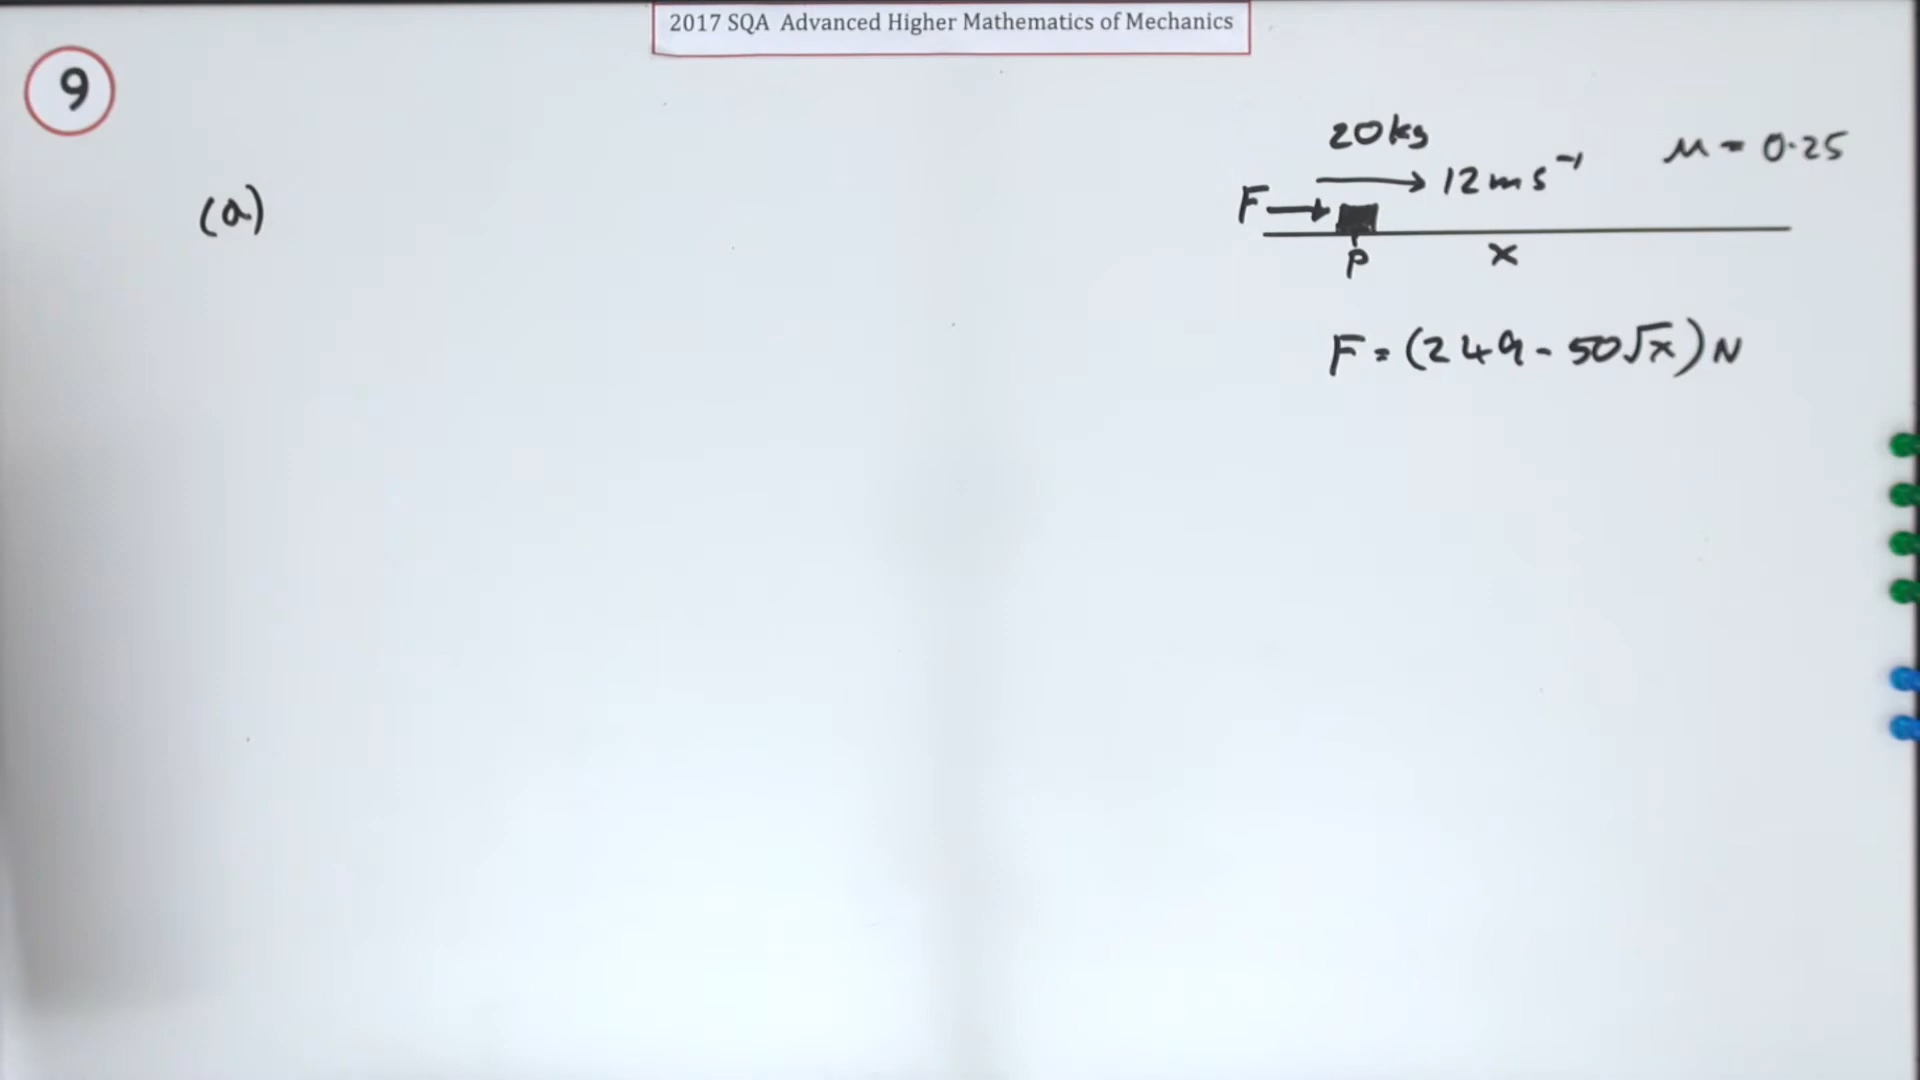 2017 SQA Advanced Higher Mathematics of Mechanics
9
(a)
20kg
12ms⁻¹
μ = 0.25
F
P
x
F = (249 - 50√x) N